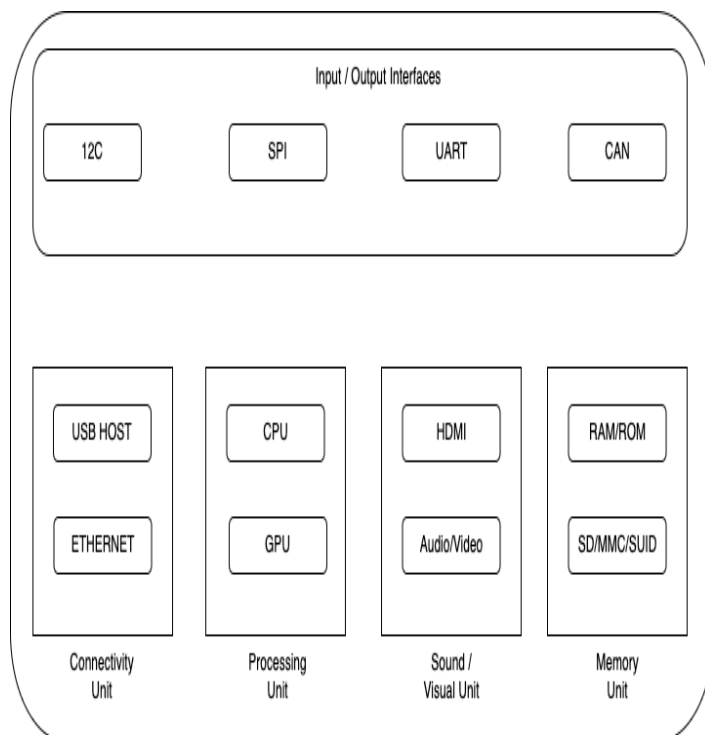 Input / Output Interfaces
12C
SPI
UART
CAN
USB HOST
CPU
HDMI
RAM/ROM
ETHERNET
GPU
Audio/Video
SD/MMC/SUID
Connectivity
Unit
Processing
Unit
Sound /
Visual Unit
Memory
Unit